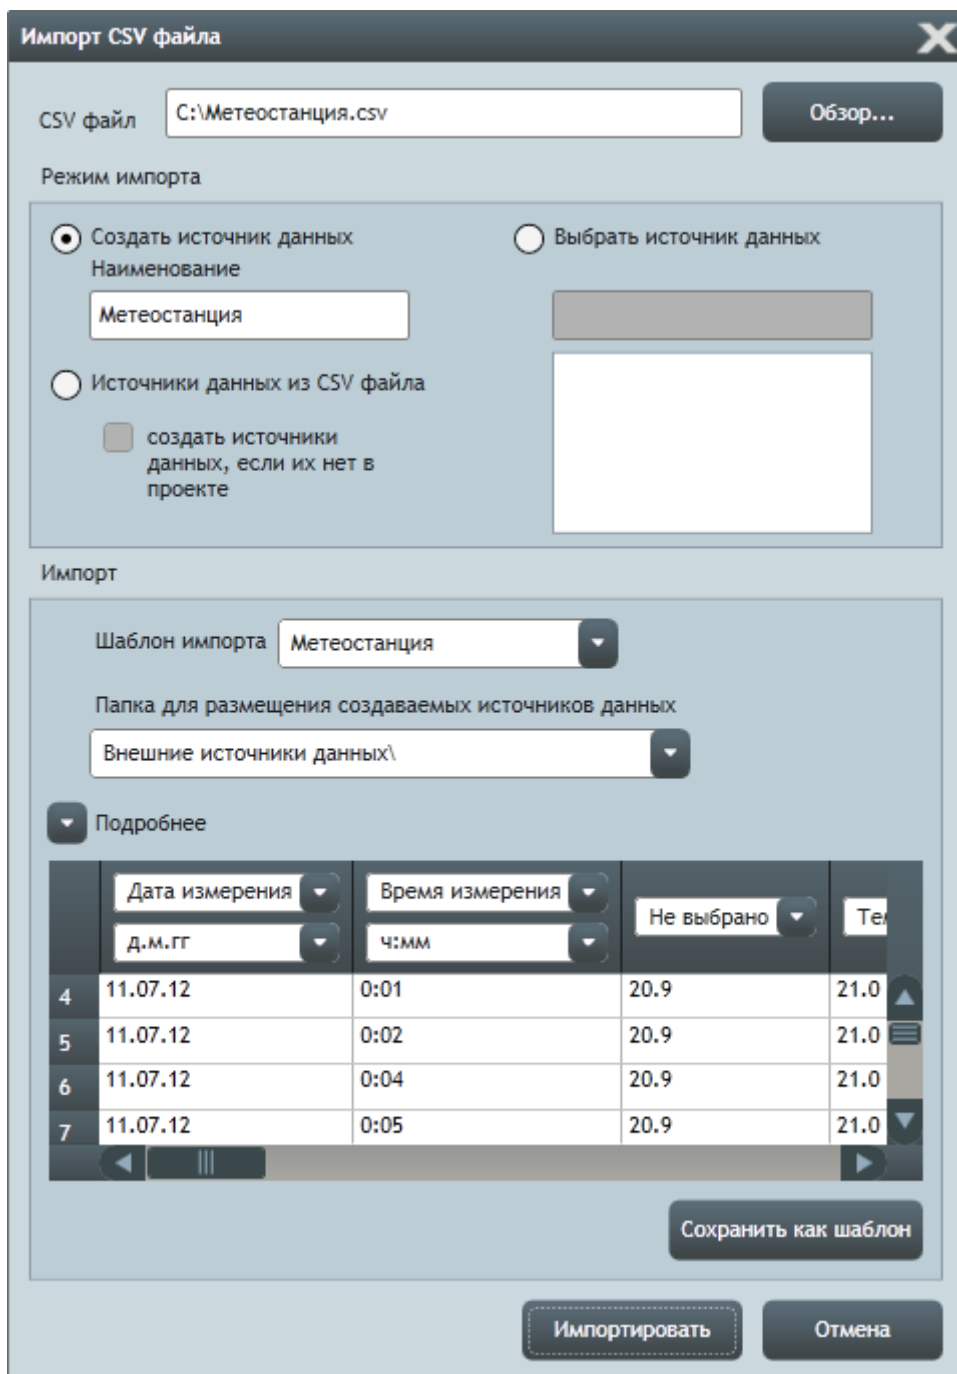 Импорт CSV файла
CSV файл C:\Метеостанция.csv Обзор...
Режим импорта
Создать источник данных Выбрать источник данных
Наименование
Метеостанция
Источники данных из CSV файла
создать источники
данных, если их нет в
проекте
Импорт
Шаблон импорта Метеостанция
Папка для размещения создаваемых источников данных
Внешние источники данных\
Подробнее
Дата измерения Время измерения Не выбрано
д.м.гг ч:мм
4 11.07.12 0:01 20.9 21.0
5 11.07.12 0:02 20.9 21.0
6 11.07.12 0:04 20.9 21.0
7 11.07.12 0:05 20.9 21.0
Сохранить как шаблон
Импортировать Отмена